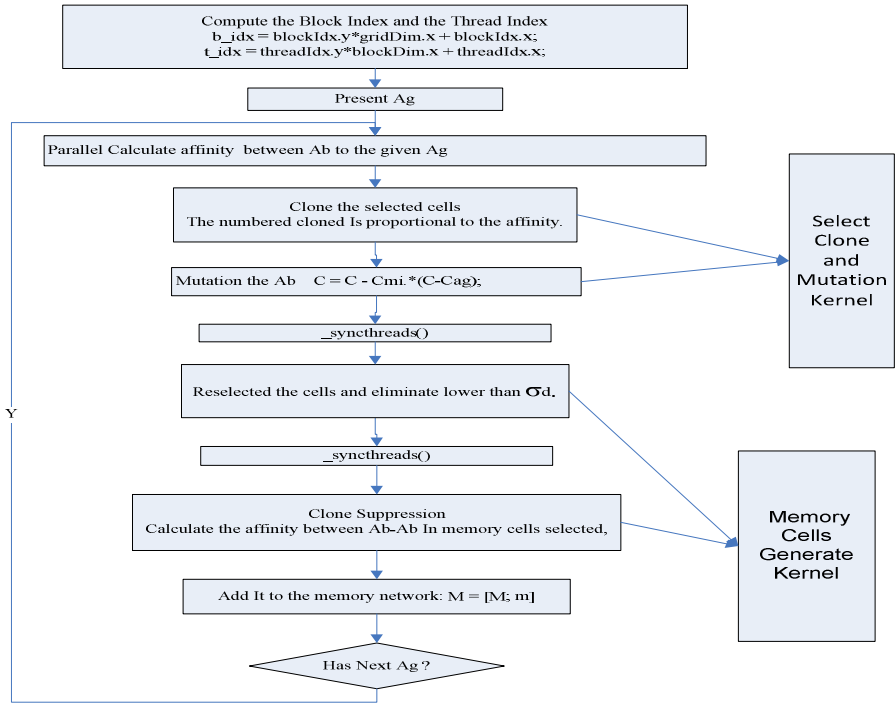 Compute the Block Index and the Thread Index
b_idx = blockIdx.y*gridDim.x + blockIdx.x;
t_idx = threadIdx.y*blockDim.x + threadIdx.x;
Present Ag
Parallel Calculate affinity between Ab to the given Ag
Clone the selected cells
The numbered cloned Is proportional to the affinity.
Mutation the Ab C = C - Cmi.*(C-Cag);
_syncthreads()
Reselected the cells and eliminate lower than σd.
_syncthreads()
Clone Suppression
Calculate the affinity between Ab-Ab In memory cells selected,
Add It to the memory network: M = [M; m]
Has Next Ag?
Y
Select
Clone
and
Mutation
Kernel
Memory
Cells
Generate
Kernel